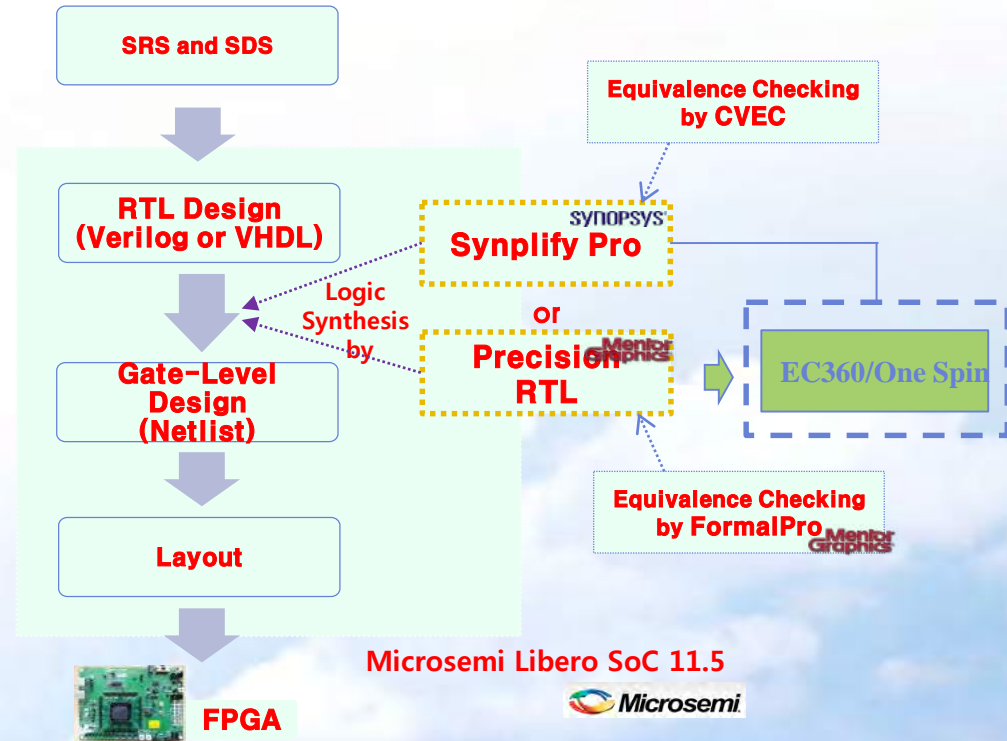 SRS and SDS
Equivalence Checking
by CVEC
RTL Design
(Verilog or VHDL)
SYNOPSYS
Synplify Pro
Logic
Synthesis
by
or
Mentor
Graphics
Precision
RTL
EC360/One Spin
Gate-Level
Design
(Netlist)
Equivalence Checking
by FormalPro
Mentor
Graphics
Layout
Microsemi Libero SoC 11.5
Microsemi.
FPGA